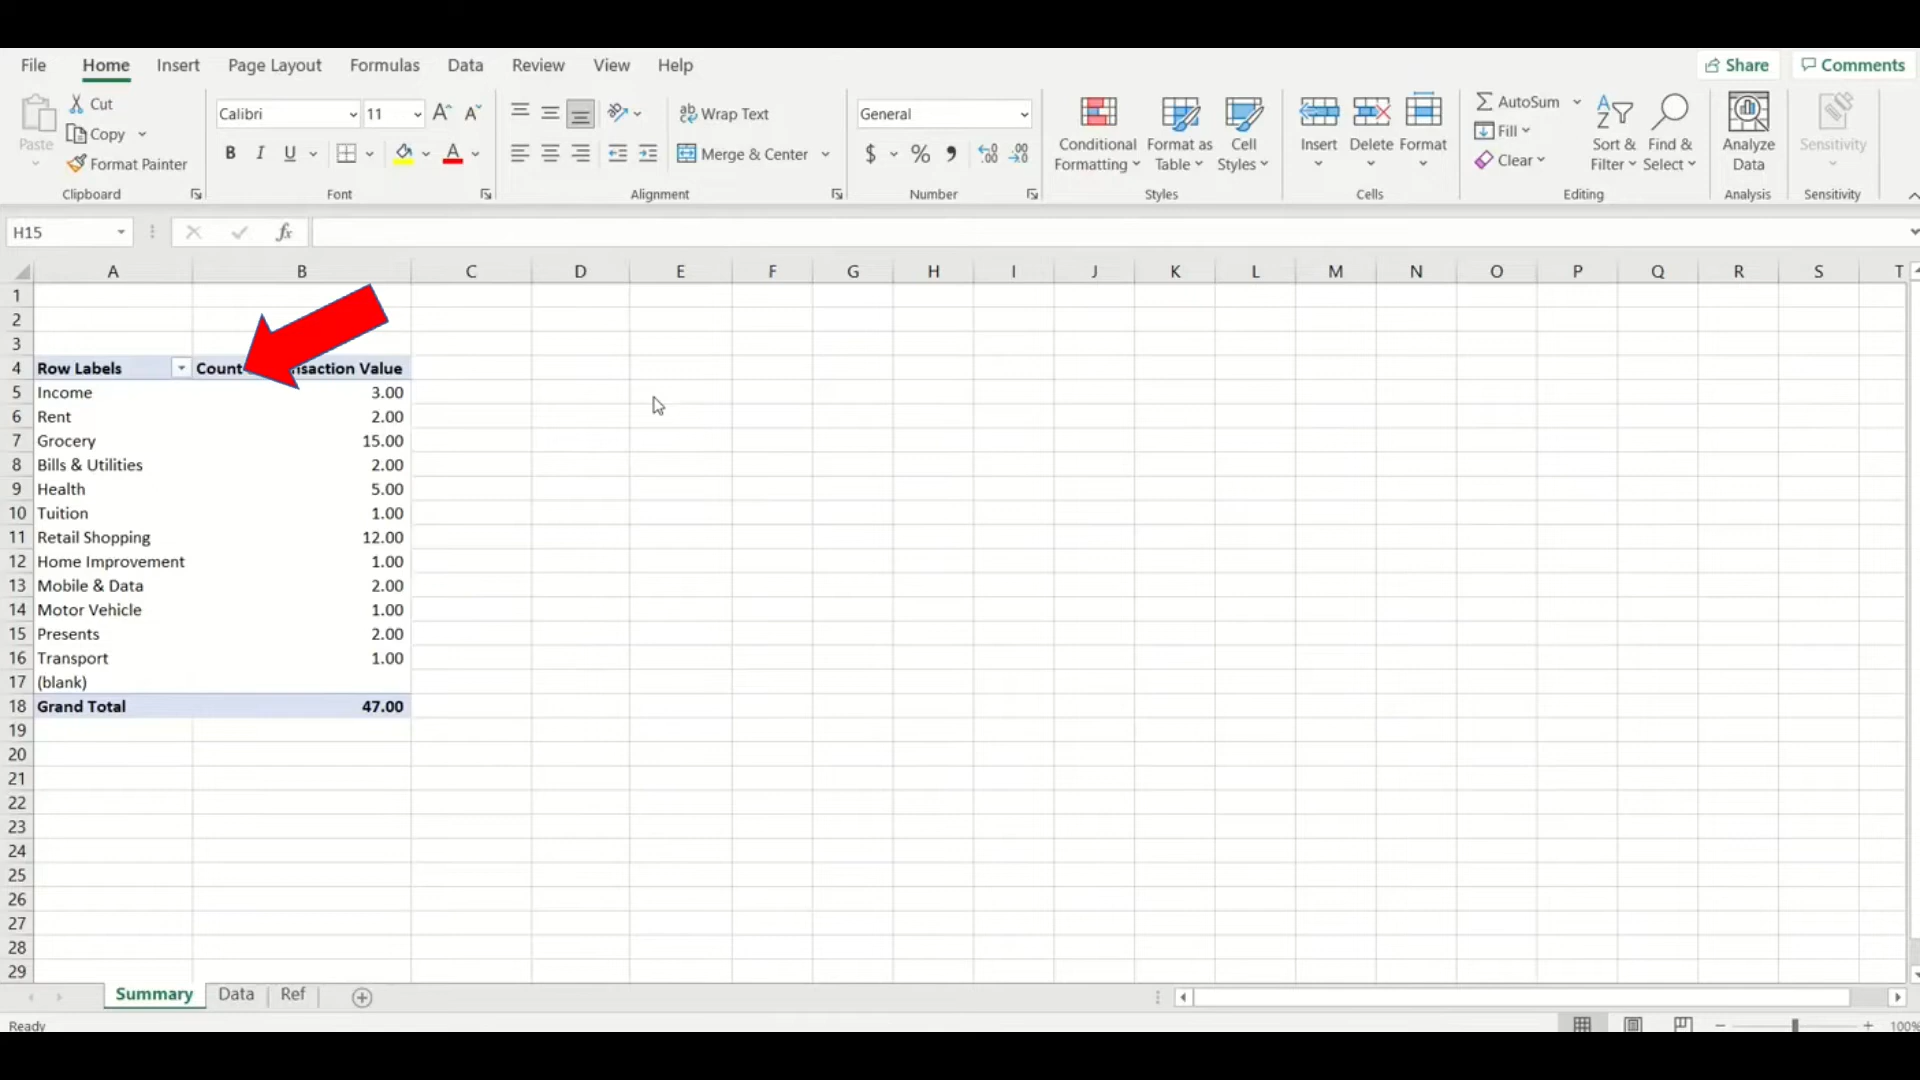 File Home Insert Page Layout Formulas Data Review View Help Share Comments
Cut
Copy
Format Painter
Paste
Clipboard
Calibri 11
B I U
Font
Wrap Text
Merge & Center
Alignment
General
$ %
Number
Conditional Formatting
Format as Table
Cell Styles
Styles
Insert Delete Format
Cells
AutoSum
Fill
Clear
Sort & Filter
Find & Select
Editing
Analyze Data
Analysis
Sensitivity
Sensitivity
H15 fx
A B C D E F G H I J K L M N O P Q R S T
1
2
3
4 Row Labels Count saction Value
5 Income 3.00
6 Rent 2.00
7 Grocery 15.00
8 Bills & Utilities 2.00
9 Health 5.00
10 Tuition 1.00
11 Retail Shopping 12.00
12 Home Improvement 1.00
13 Mobile & Data 2.00
14 Motor Vehicle 1.00
15 Presents 2.00
16 Transport 1.00
17 (blank)
18 Grand Total 47.00
19
20
21
22
23
24
25
26
27
28
29
Summary Data Ref
Ready 100%